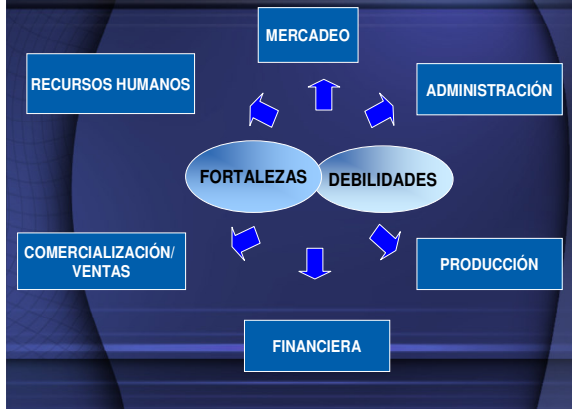 MERCADEO
RECURSOS HUMANOS
ADMINISTRACIÓN
FORTALEZAS
DEBILIDADES
COMERCIALIZACIÓN/
VENTAS
PRODUCCIÓN
FINANCIERA